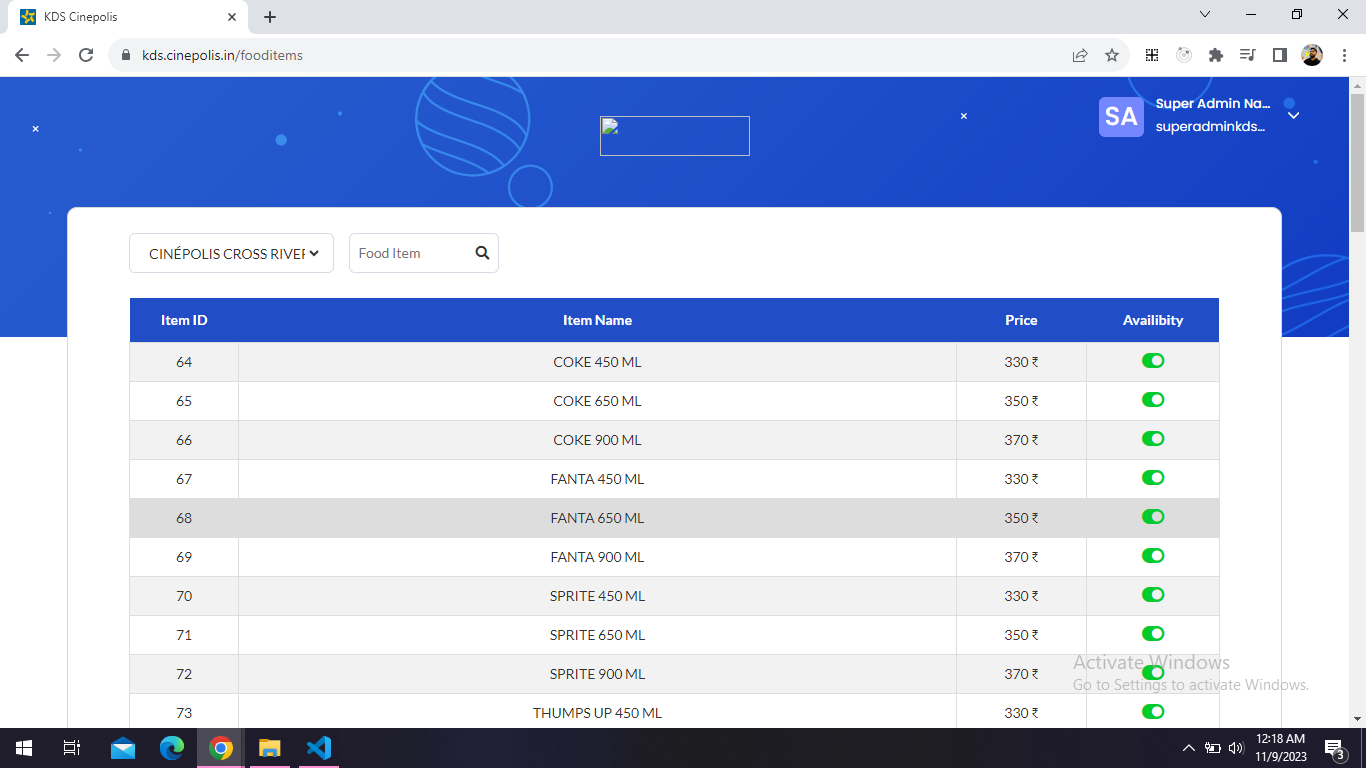 KDS Cinepolis
kds.cinepolis.in/fooditems
SA
Super Admin Na...
superadminkds...
CINÉPOLIS CROSS RIVER
Food Item
Item ID Item Name Price Availibity
64 COKE 450 ML 330 ₹
65 COKE 650 ML 350 ₹
66 COKE 900 ML 370 ₹
67 FANTA 450 ML 330 ₹
68 FANTA 650 ML 350 ₹
69 FANTA 900 ML 370 ₹
70 SPRITE 450 ML 330 ₹
71 SPRITE 650 ML 350 ₹
72 SPRITE 900 ML 370 ₹
73 THUMPS UP 450 ML 330 ₹
Activate Windows
Go to Settings to activate Windows.
12:18 AM
11/9/2023
3